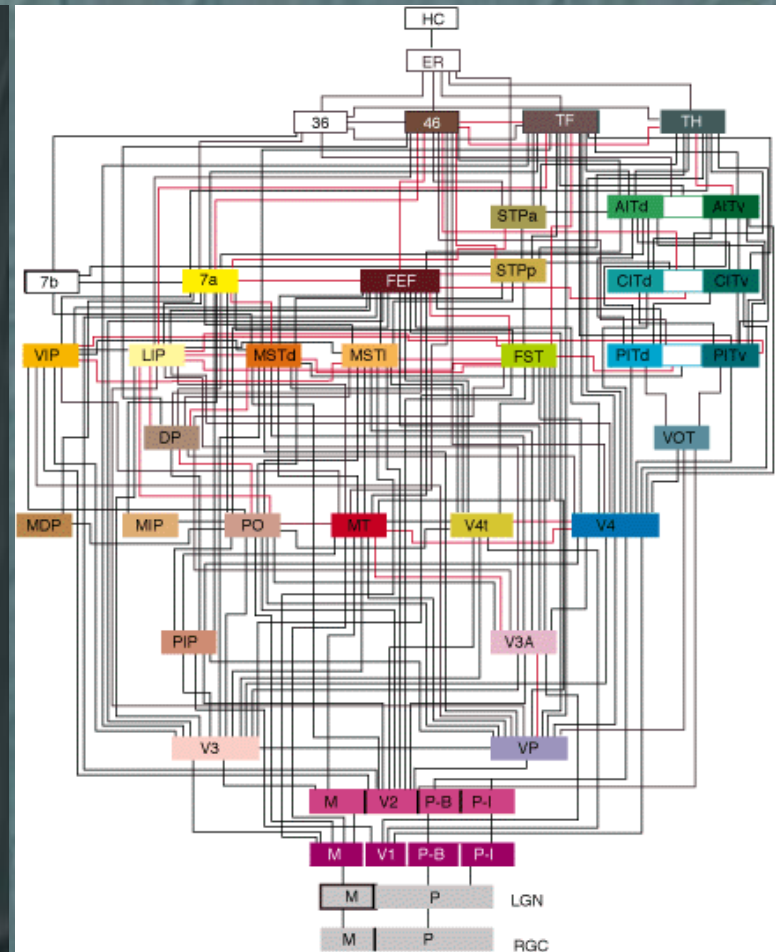 HC
ER
36 46 TF TH
STPa AITd AITv
7b 7a FEF STPp CITd CITv
VIP LIP MSTd MSTl FST PITd PITv
DP VOT
MDP MIP PO MT V4t V4
PIP V3A
V3 VP
M V2 P-B P-I
M V1 P-B P-I
M P LGN
M P RGC